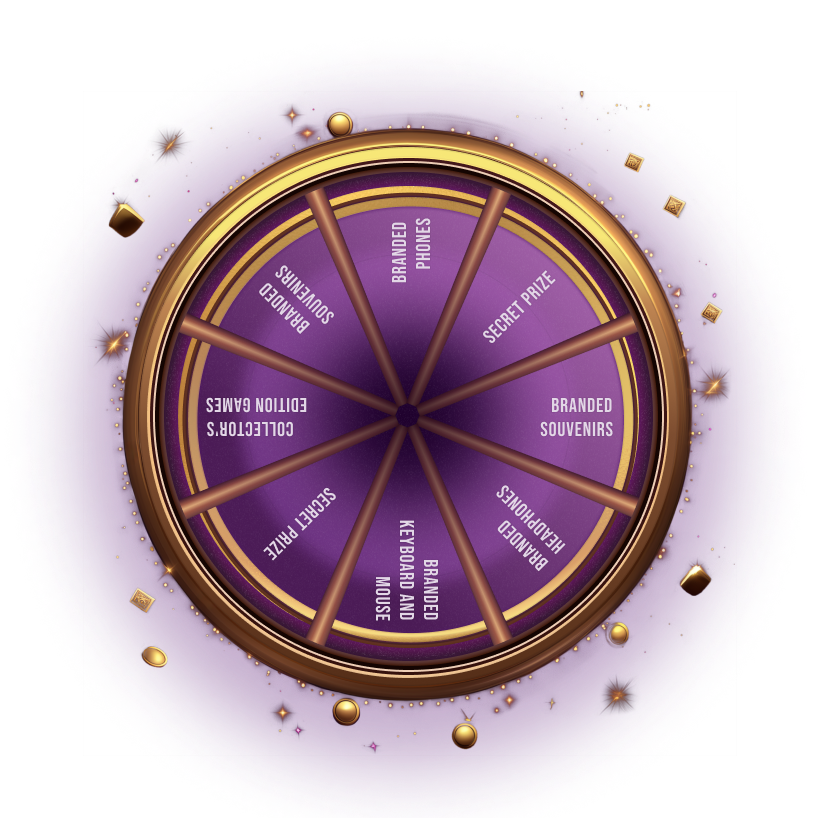 BRANDED
PHONES
SECRET PRIZE
BRANDED
SOUVENIRS
BRANDED
HEADPHONES
BRANDED
KEYBOARD AND
MOUSE
SECRET PRIZE
COLLECTOR'S
EDITION GAMES
BRANDED
SOUVENIRS